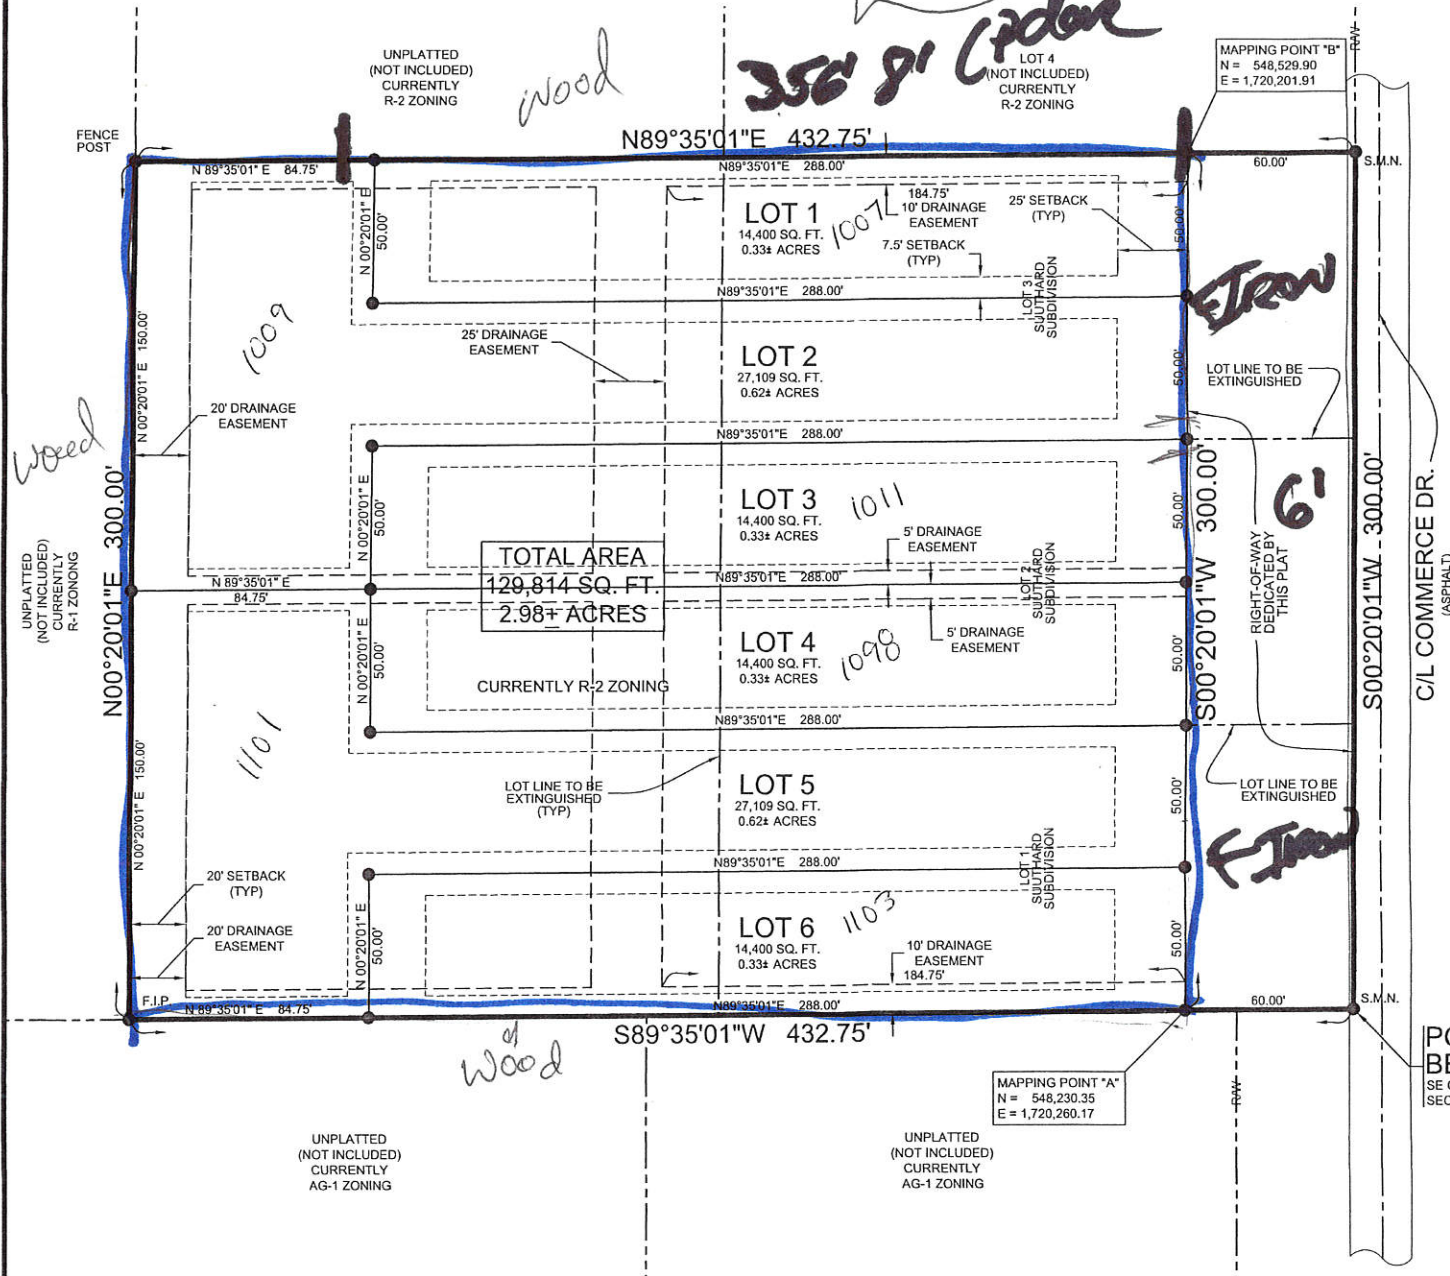 356' 8' Cedar
UNPLATTED
(NOT INCLUDED)
CURRENTLY
R-2 ZONING
Wood
LOT 4
(NOT INCLUDED)
CURRENTLY
R-2 ZONING
MAPPING POINT "B"
N = 548,529.90
E = 1,720,201.91
R/W
FENCE
POST
N89°35'01"E 432.75'
N 89°35'01" E 84.75'
N89°35'01"E 288.00'
60.00'
S.M.N.
N 00°20'01" E
50.00'
LOT 1
14,400 SQ. FT.
0.33± ACRES
1007
184.75'
10' DRAINAGE
EASEMENT
25' SETBACK
(TYP)
7.5' SETBACK
(TYP)
50.00'
N89°35'01"E 288.00'
LOT 3
SUUTHARD
SUBDIVISION
IRON
1009
N 00°20'01" E 150.00'
25' DRAINAGE
EASEMENT
LOT 2
27,109 SQ. FT.
0.62± ACRES
50.00'
LOT LINE TO BE
EXTINGUISHED
20' DRAINAGE
EASEMENT
N89°35'01"E 288.00'
Wood
N00°20'01"E 300.00'
UNPLATTED
(NOT INCLUDED)
CURRENTLY
R-1 ZONONG
N 00°20'01" E
50.00'
LOT 3
14,400 SQ. FT.
0.33± ACRES
1011
5' DRAINAGE
EASEMENT
50.00'
S00°20'01"W 300.00'
6'
RIGHT-OF-WAY
DEDICATED BY
THIS PLAT
S00°20'01"W 300.00'
C/L COMMERCE DR.
(ASPHALT)
TOTAL AREA
129,814 SQ. FT.
2.98± ACRES
N 89°35'01" E
84.75'
N89°35'01"E 288.00'
LOT 2
SUUTHARD
SUBDIVISION
N 00°20'01" E
50.00'
LOT 4
14,400 SQ. FT.
0.33± ACRES
1098
5' DRAINAGE
EASEMENT
50.00'
CURRENTLY R-2 ZONING
N89°35'01"E 288.00'
1101
N 00°20'01" E 150.00'
LOT LINE TO BE
EXTINGUISHED
(TYP)
LOT 5
27,109 SQ. FT.
0.62± ACRES
50.00'
LOT LINE TO BE
EXTINGUISHED
N89°35'01"E 288.00'
LOT 1
SUUTHARD
SUBDIVISION
20' SETBACK
(TYP)
20' DRAINAGE
EASEMENT
N 00°20'01" E
50.00'
LOT 6
14,400 SQ. FT.
0.33± ACRES
1103
10' DRAINAGE
EASEMENT
184.75'
50.00'
F.I.P.
N 89°35'01" E 84.75'
N89°35'01"E 288.00'
60.00'
S.M.N.
S89°35'01"W 432.75'
Wood
MAPPING POINT "A"
N = 548,230.35
E = 1,720,260.17
R/W
UNPLATTED
(NOT INCLUDED)
CURRENTLY
AG-1 ZONING
UNPLATTED
(NOT INCLUDED)
CURRENTLY
AG-1 ZONING